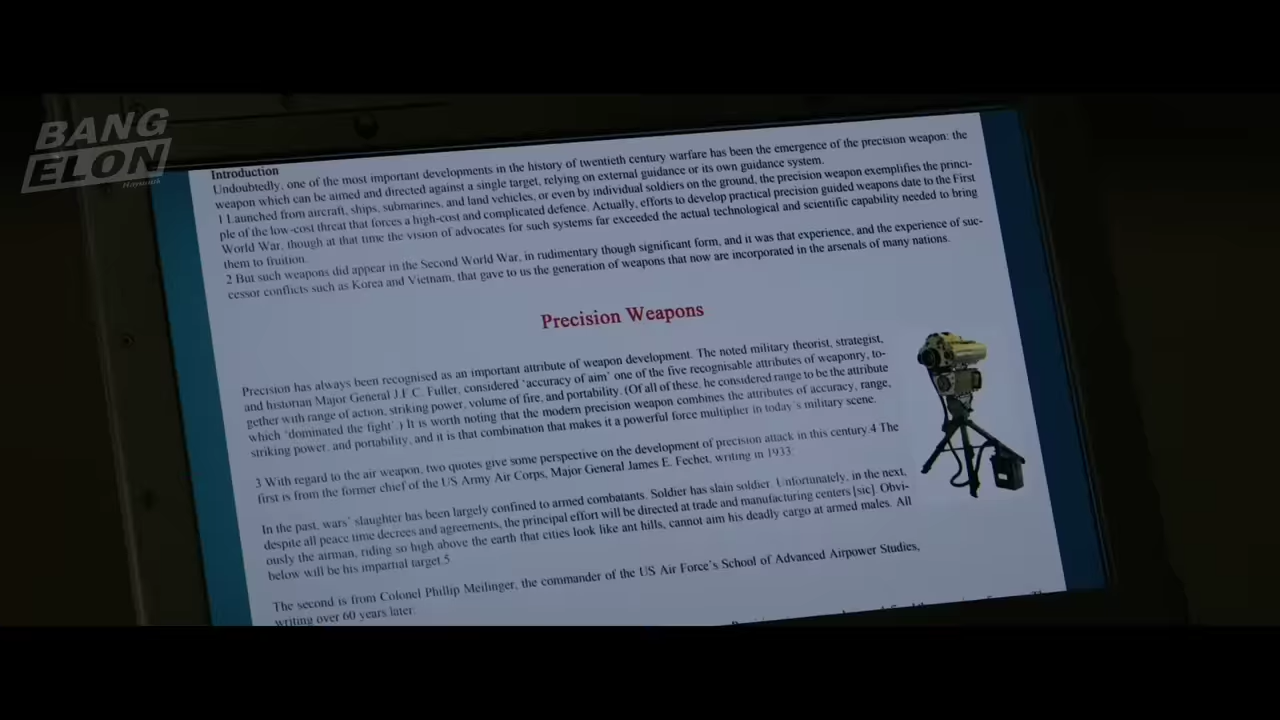 BANG
ELON
Introduction
Undoubtedly, one of the most important developments in the history of twentieth century warfare has been the emergence of the precision weapon: the
weapon which can be aimed and directed against a single target, relying on external guidance or its own guidance system.
1 Launched from aircraft, ships, submarines, and land vehicles, or even by individual soldiers on the ground, the precision weapon exemplifies the princi-
ple of the low-cost threat that forces a high-cost and complicated defence. Actually, efforts to develop practical precision guided weapons date to the First
World War, though at that time the vision of advocates for such systems far exceeded the actual technological and scientific capability needed to bring
them to fruition.
2 But such weapons did appear in the Second World War, in rudimentary though significant form, and it was that experience, and the experience of suc-
cessor conflicts such as Korea and Vietnam, that gave to us the generation of weapons that now are incorporated in the arsenals of many nations.
Precision Weapons
Precision has always been recognised as an important attribute of weapon development. The noted military theorist, strategist,
and historian Major General J.F.C. Fuller, considered 'accuracy of aim' one of the five recognisable attributes of weaponry, to-
gether with range of action, striking power, volume of fire, and portability. (Of all of these, he considered range to be the attribute
which 'dominated the fight'.) It is worth noting that the modern precision weapon combines the attributes of accuracy, range,
striking power, and portability, and it is that combination that makes it a powerful force multiplier in today's military scene.
3 With regard to the air weapon, two quotes give some perspective on the development of precision attack in this century.4 The
first is from the former chief of the US Army Air Corps, Major General James E. Fechet, writing in 1933:
In the past, wars' slaughter has been largely confined to armed combatants. Soldier has slain soldier. Unfortunately, in the next,
despite all peace time decrees and agreements, the principal effort will be directed at trade and manufacturing centers [sic]. Obvi-
ously the airman, riding so high above the earth that cities look like ant hills, cannot aim his deadly cargo at armed males. All
below will be his impartial target.5
The second is from Colonel Phillip Meilinger, the commander of the US Air Force's School of Advanced Airpower Studies,
writing over 60 years later: